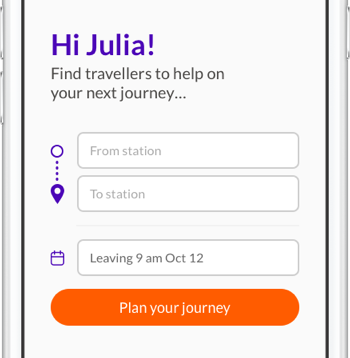 Hi Julia!
Find travellers to help on
your next journey...
From station
To station
Leaving 9 am Oct 12
Plan your journey